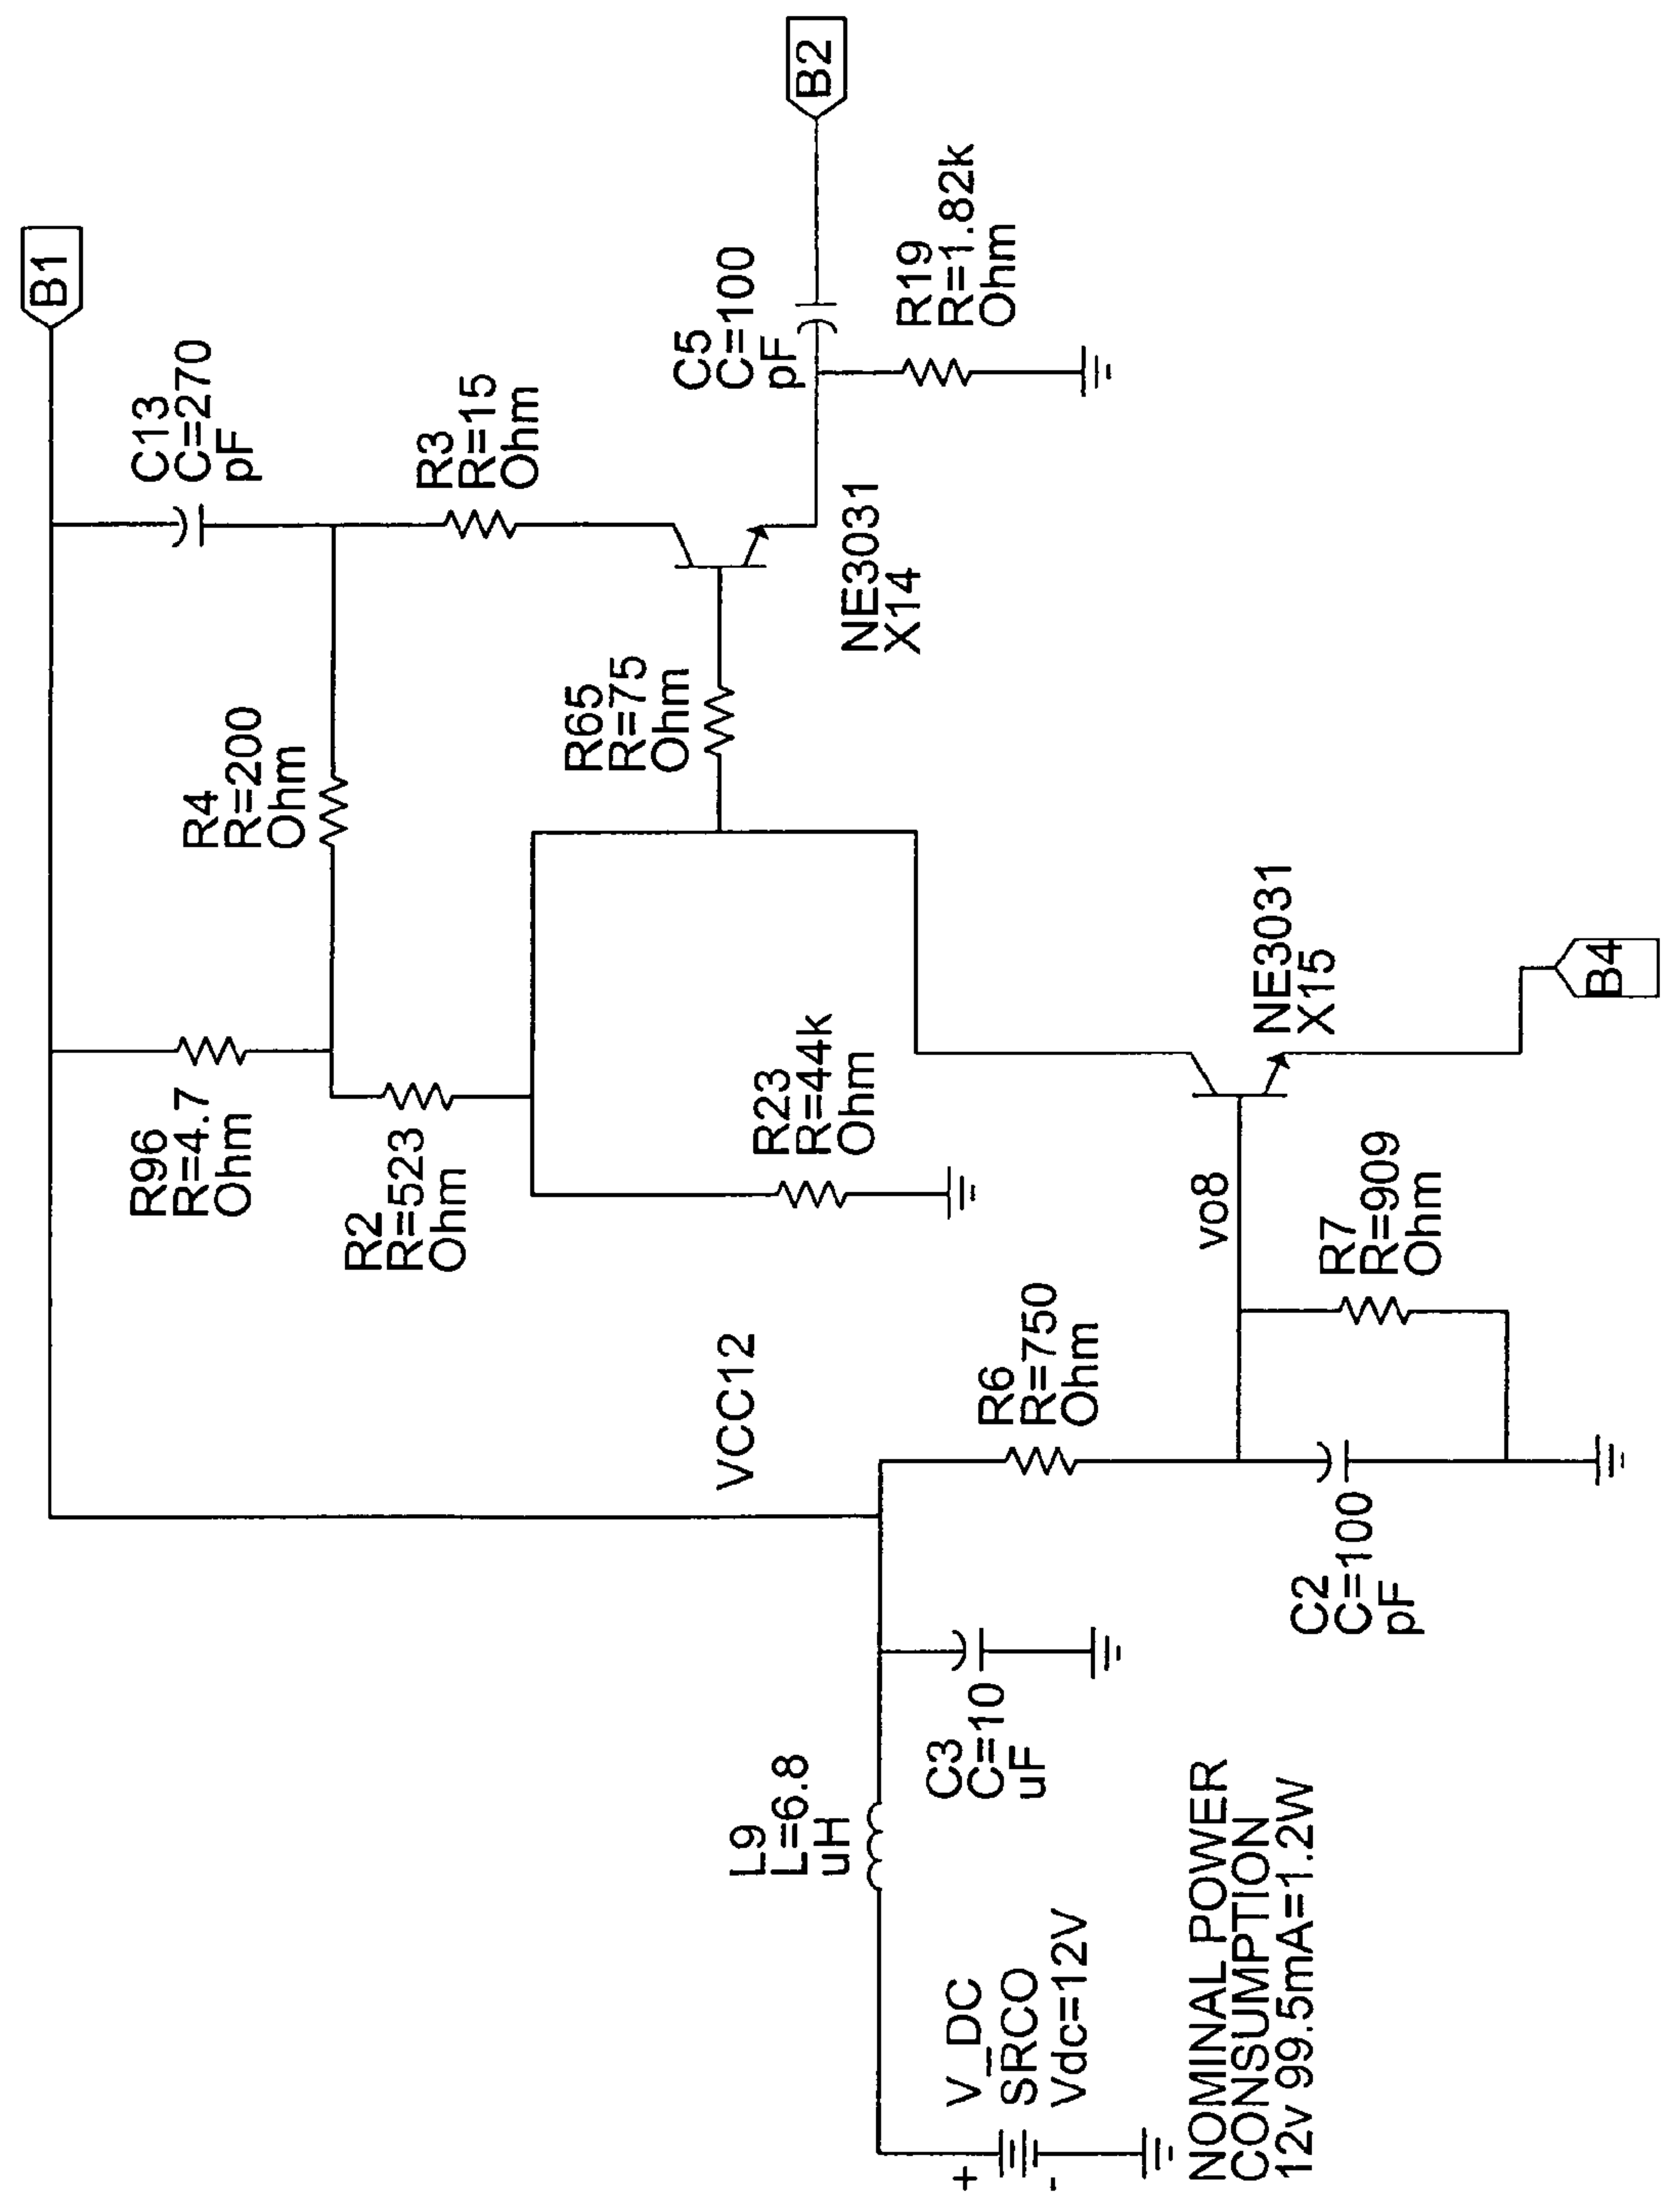 B1
C13
C=270
pF
B2
R3
R=15
Ohm
C5
C=100
pF
R19
R=1.82k
Ohm
R4
R=200
Ohm
R65
R=75
Ohm
NE3031
X14
R96
R=4.7
Ohm
R2
R=523
Ohm
R23
R=44k
Ohm
NE3031
X15
B4
VCC12
R6
R=750
Ohm
vo8
R7
R=909
Ohm
C2
C=100
pF
L9
L=6.8
uH
C3
C=10
uF
+
-
V_DC
SRCO
Vdc=12V
NOMINAL POWER
CONSUMPTION
12v 99.5mA=1.2W